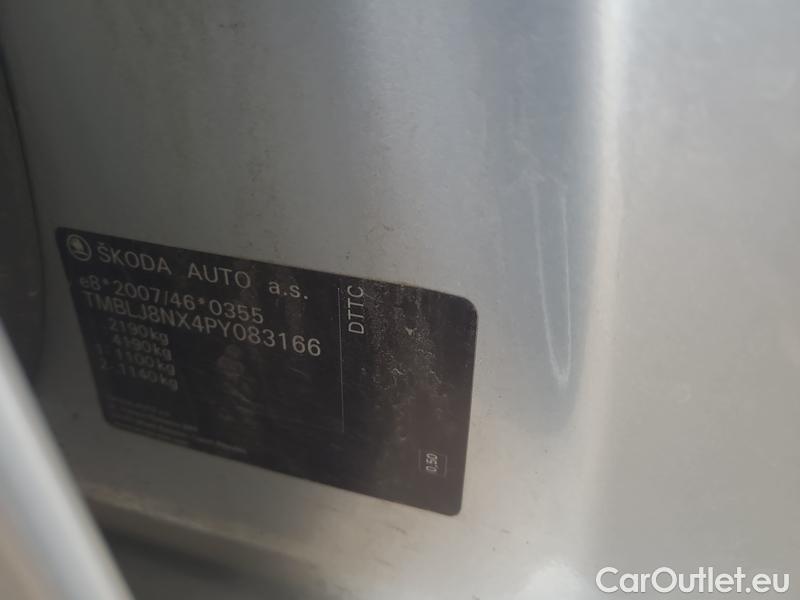 ŠKODA AUTO a.s.
e8*2007/46*0355
TMBLJ8NX4PY083166
2190kg
4190kg
1- 1100kg
2- 1140kg
DTTC
0,50
CarOutlet.eu